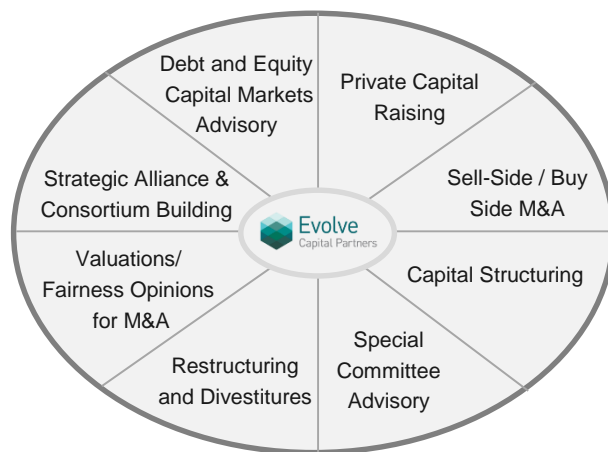 Debt and Equity
Capital Markets
Advisory
Private Capital
Raising
Strategic Alliance &
Consortium Building
Sell-Side / Buy
Side M&A
Evolve
Capital Partners
Valuations/
Fairness Opinions
for M&A
Capital Structuring
Restructuring
and Divestitures
Special
Committee
Advisory